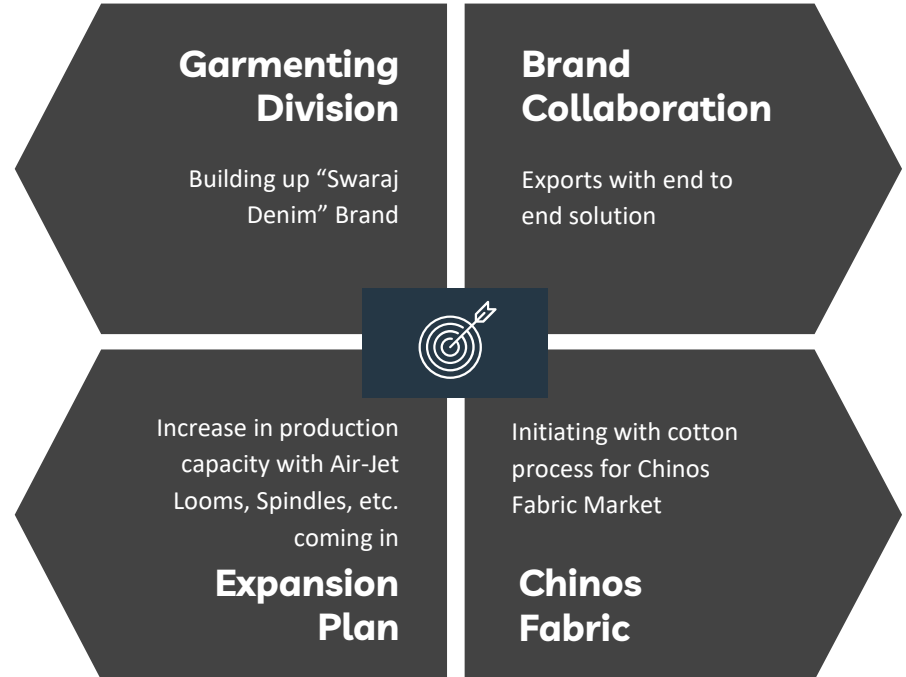 Garmenting
Division
Building up “Swaraj
Denim” Brand
Brand
Collaboration
Exports with end to
end solution
Increase in production
capacity with Air-Jet
Looms, Spindles, etc.
coming in
Expansion
Plan
Initiating with cotton
process for Chinos
Fabric Market
Chinos
Fabric